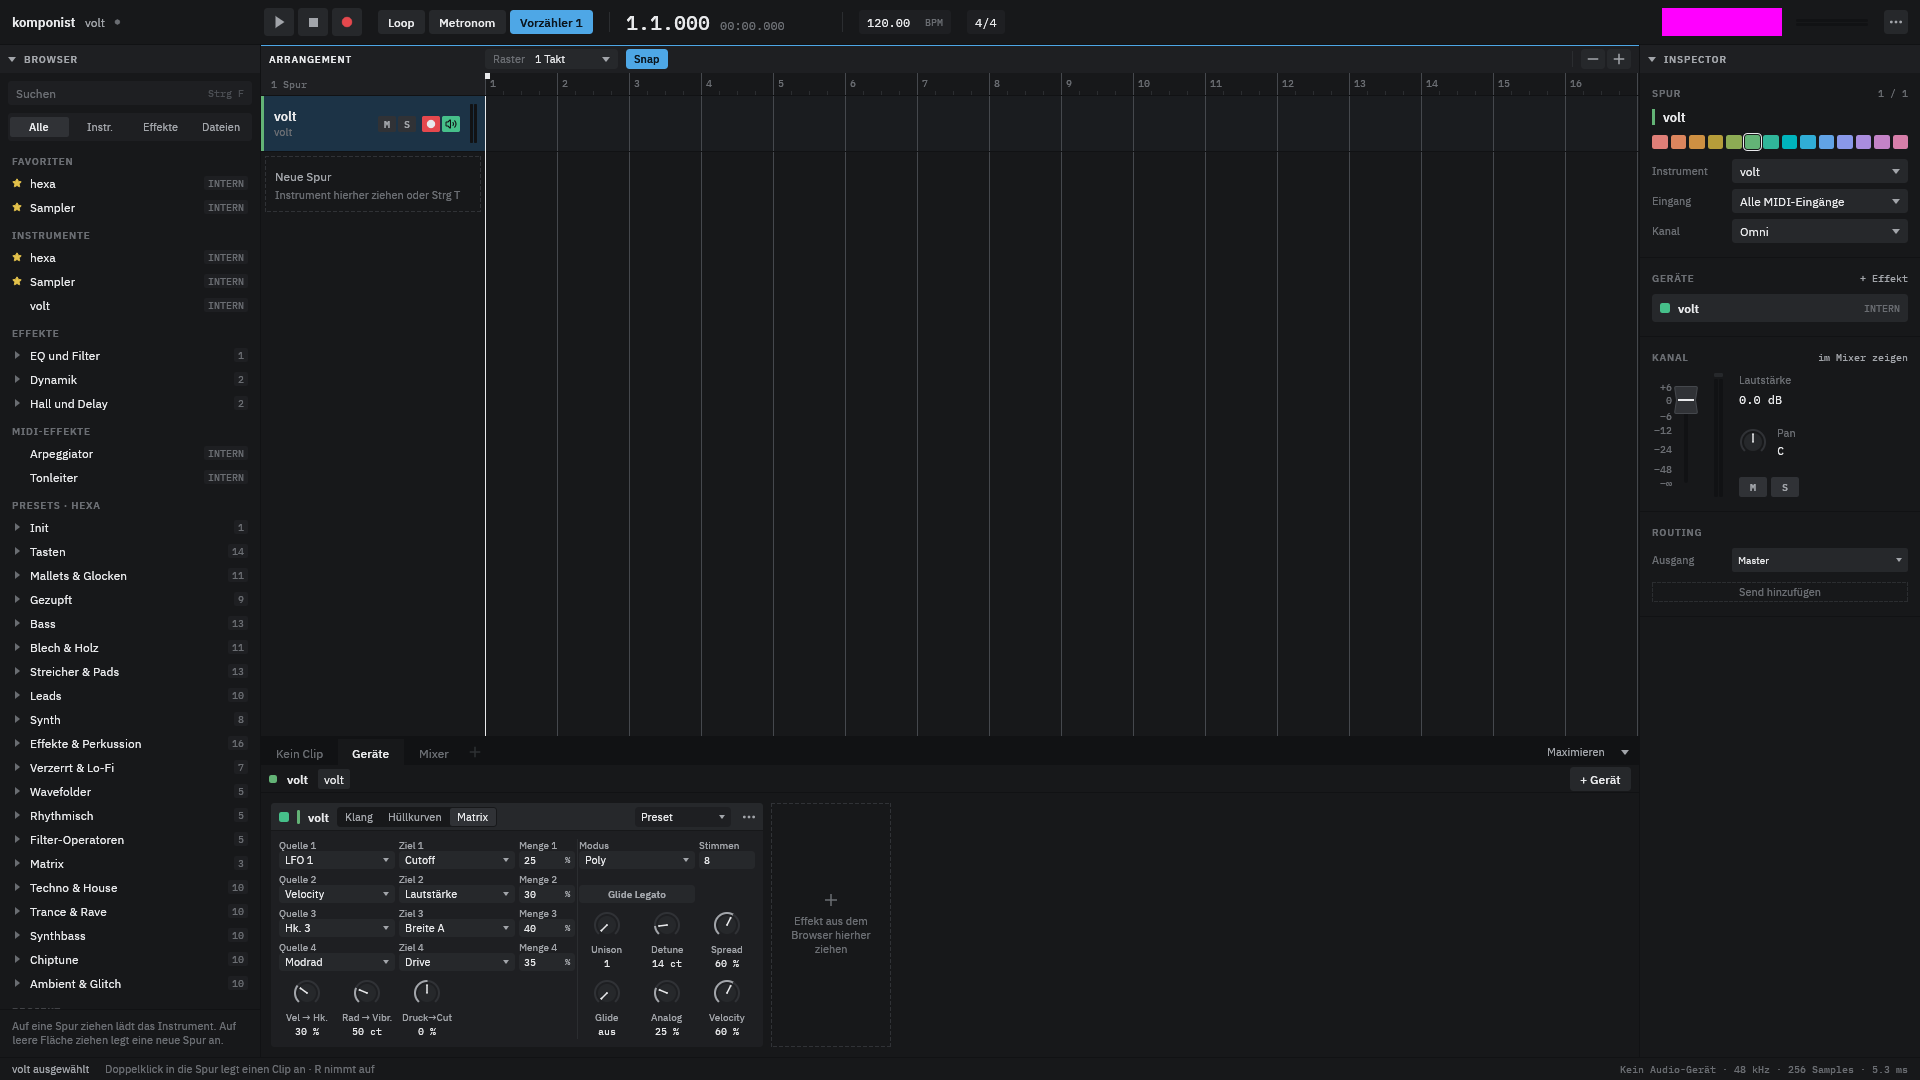 komponist volt
Loop Metronom Vorzähler 1 1.1.000 00:00.000 120.00 BPM 4/4
BROWSER
Suchen Strg F
Alle Instr. Effekte Dateien
FAVORITEN
hexa INTERN
Sampler INTERN
INSTRUMENTE
hexa INTERN
Sampler INTERN
volt INTERN
EFFEKTE
EQ und Filter 1
Dynamik 2
Hall und Delay 2
MIDI-EFFEKTE
Arpeggiator INTERN
Tonleiter INTERN
PRESETS · HEXA
Init 1
Tasten 14
Mallets & Glocken 11
Gezupft 9
Bass 13
Blech & Holz 11
Streicher & Pads 13
Leads 10
Synth 8
Effekte & Perkussion 16
Verzerrt & Lo-Fi 7
Wavefolder 5
Rhythmisch 5
Filter-Operatoren 5
Matrix 3
Techno & House 10
Trance & Rave 10
Synthbass 10
Chiptune 10
Ambient & Glitch 10
Auf eine Spur ziehen lädt das Instrument. Auf
leere Fläche ziehen legt eine neue Spur an.
ARRANGEMENT Raster 1 Takt Snap
1 Spur 1 2 3 4 5 6 7 8 9 10 11 12 13 14 15 16
volt M S
volt
Neue Spur
Instrument hierher ziehen oder Strg T
Kein Clip Geräte Mixer + Maximieren
volt volt + Gerät
volt Klang Hüllkurven Matrix Preset
Quelle 1 Ziel 1 Menge 1 Modus Stimmen
LFO 1 Cutoff 25 % Poly 8
Quelle 2 Ziel 2 Menge 2
Velocity Lautstärke 30 % Glide Legato
Quelle 3 Ziel 3 Menge 3
Hk. 3 Breite A 40 %
Quelle 4 Ziel 4 Menge 4 Unison Detune Spread
Modrad Drive 35 % 1 14 ct 60 %
Vel→Hk. Rad→Vibr. Druck→Cut Glide Analog Velocity
30 % 50 ct 0 % aus 25 % 60 %
+
Effekt aus dem
Browser hierher
ziehen
INSPECTOR
SPUR 1 / 1
volt
Instrument volt
Eingang Alle MIDI-Eingänge
Kanal Omni
GERÄTE + Effekt
volt INTERN
KANAL im Mixer zeigen
+6 Lautstärke
0 0.0 dB
−6
−12 Pan
−24 C
−48
−∞ M S
ROUTING
Ausgang Master
Send hinzufügen
volt ausgewählt Doppelklick in die Spur legt einen Clip an · R nimmt auf Kein Audio-Gerät · 48 kHz · 256 Samples · 5.3 ms